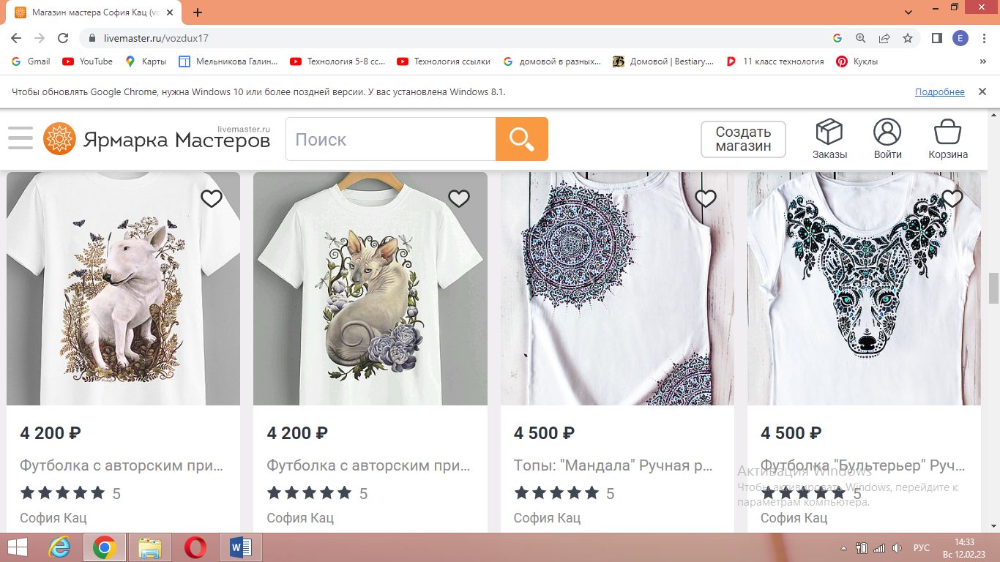 Магазин мастера София Кац (vo
livemaster.ru/vozdux17
E
Gmail
YouTube
Карты
Мельникова Галин...
Технология 5-8 сс...
Технология ссылки
домовой в разных...
Домовой | Bestiary....
11 класс технология
Куклы
»
Чтобы обновлять Google Chrome, нужна Windows 10 или более поздней версии. У вас установлена Windows 8.1.
Подробнее
livemaster.ru
Ярмарка Мастеров
Поиск
Создать
магазин
Заказы
Войти
Корзина
4 200 ₽
4 200 ₽
4 500 ₽
4 500 ₽
Футболка с авторским при...
Футболка с авторским при...
Топы: "Мандала" Ручная р...
Футболка "Бультерьер" Руч...
5
5
5
5
София Кац
София Кац
София Кац
София Кац
Активация Windows
Чтобы активировать Windows, перейдите к
параметрам компьютера.
РУС
14:33
Вс 12.02.23